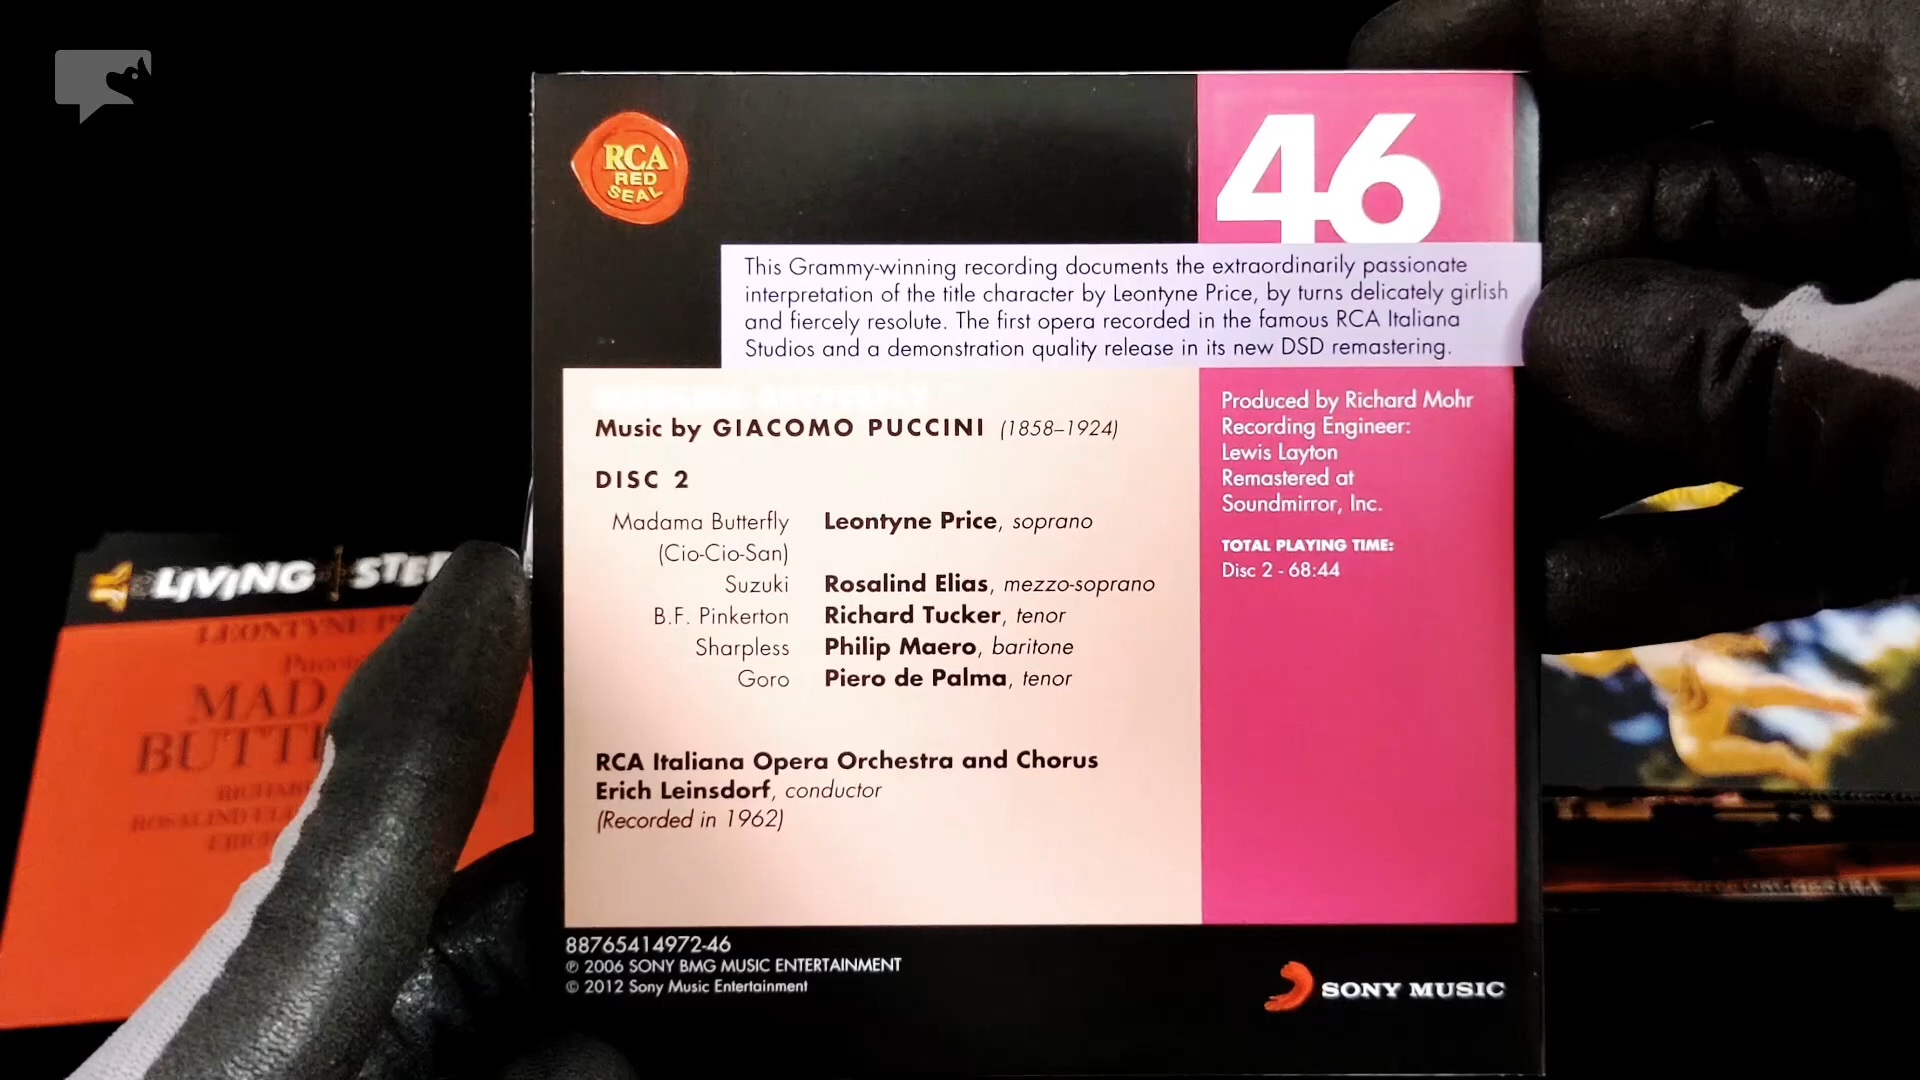 RCA
RED
SEAL
46
This Grammy-winning recording documents the extraordinarily passionate
interpretation of the title character by Leontyne Price, by turns delicately girlish
and fiercely resolute. The first opera recorded in the famous RCA Italiana
Studios and a demonstration quality release in its new DSD remastering.
Music by GIACOMO PUCCINI (1858–1924)
DISC 2
Madama Butterfly Leontyne Price, soprano
(Cio-Cio-San)
Suzuki Rosalind Elias, mezzo-soprano
B.F. Pinkerton Richard Tucker, tenor
Sharpless Philip Maero, baritone
Goro Piero de Palma, tenor
RCA Italiana Opera Orchestra and Chorus
Erich Leinsdorf, conductor
(Recorded in 1962)
Produced by Richard Mohr
Recording Engineer:
Lewis Layton
Remastered at
Soundmirror, Inc.
TOTAL PLAYING TIME:
Disc 2 - 68:44
88765414972-46
℗ 2006 SONY BMG MUSIC ENTERTAINMENT
© 2012 Sony Music Entertainment
SONY MUSIC
LIVING STE
LEONTYNE P
Puccini
MAD
BUTT
RICHARD
ROSALIND